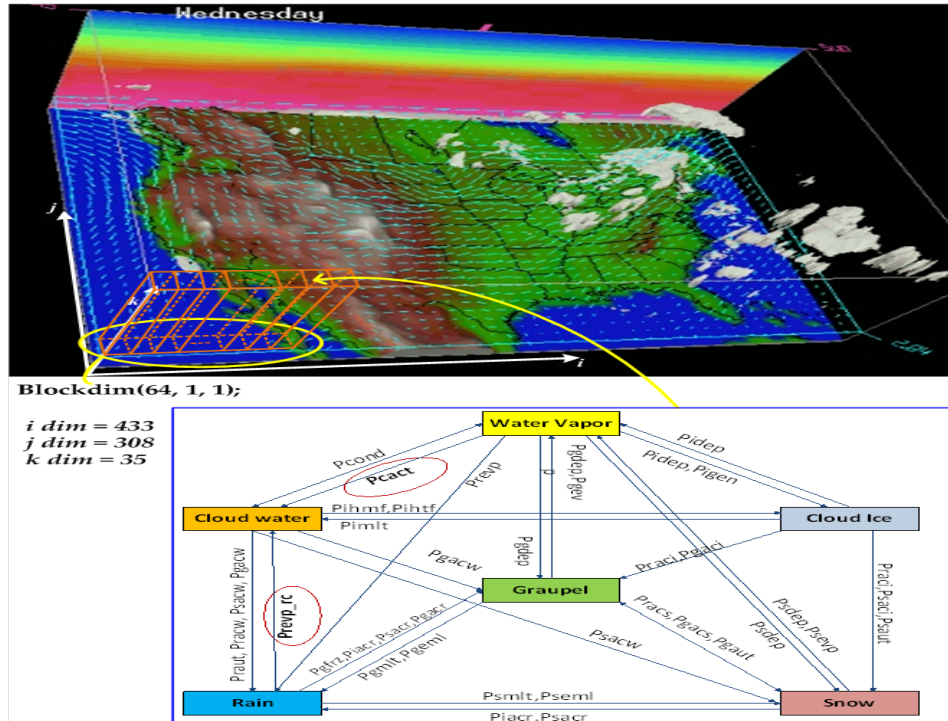 Wednesday
j
k
i
Blockdim(64, 1, 1);
i dim = 433
j dim = 308
k dim = 35
Water Vapor
Pcond
Pcact
Prevp
Pgdep
Pgdep,Pgev
Pidep
Pidep, Pigen
Cloud water
Pihmf,Pihtf
Pimlt
Cloud Ice
Pgacw
Praci,Pgaci
Graupel
Raut, Pracw, Psacw, Pgacw
Prevp_rc
Pgfrz,Piacr,Psacr,Pgacr
Pgmlt,Pgeml
Psacw
Pracs,Pgacs,Pgaut
Psdep
Psdep,Psevp
Praci,Psaci,Psaut
Rain
Psmlt,Pseml
Piacr,Psacr
Snow